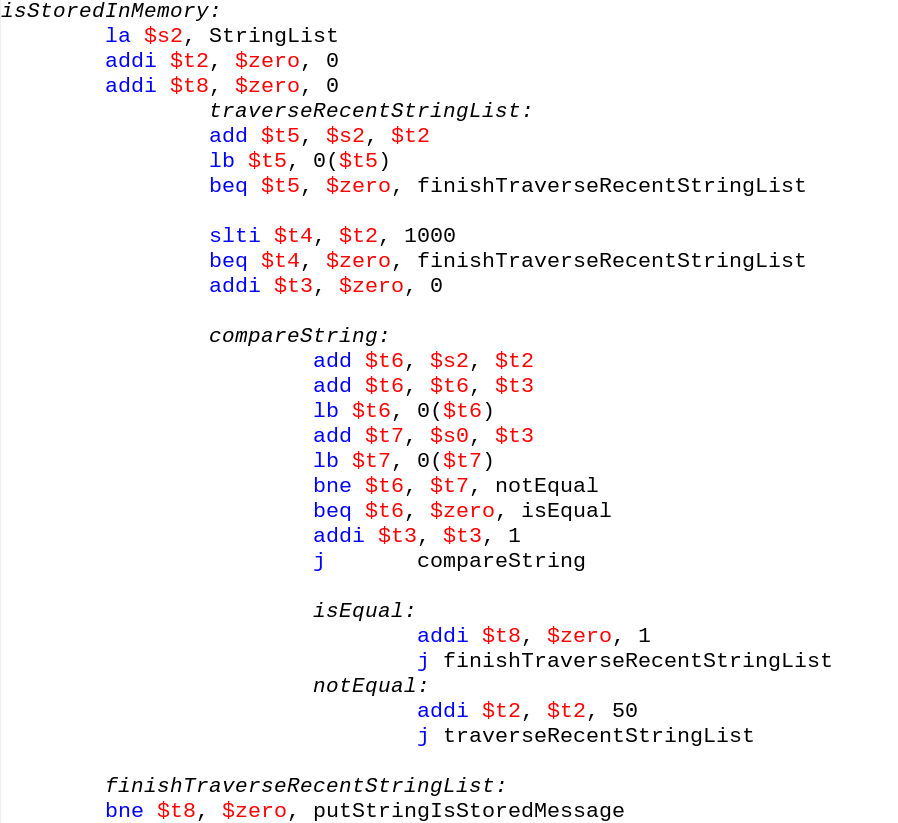 isStoredInMemory:
la $s2, StringList
addi $t2, $zero, 0
addi $t8, $zero, 0
traverseRecentStringList:
add $t5, $s2, $t2
lb $t5, 0($t5)
beq $t5, $zero, finishTraverseRecentStringList
slti $t4, $t2, 1000
beq $t4, $zero, finishTraverseRecentStringList
addi $t3, $zero, 0
compareString:
add $t6, $s2, $t2
add $t6, $t6, $t3
lb $t6, 0($t6)
add $t7, $s0, $t3
lb $t7, 0($t7)
bne $t6, $t7, notEqual
beq $t6, $zero, isEqual
addi $t3, $t3, 1
j compareString
isEqual:
addi $t8, $zero, 1
j finishTraverseRecentStringList
notEqual:
addi $t2, $t2, 50
j traverseRecentStringList
finishTraverseRecentStringList:
bne $t8, $zero, putStringIsStoredMessage